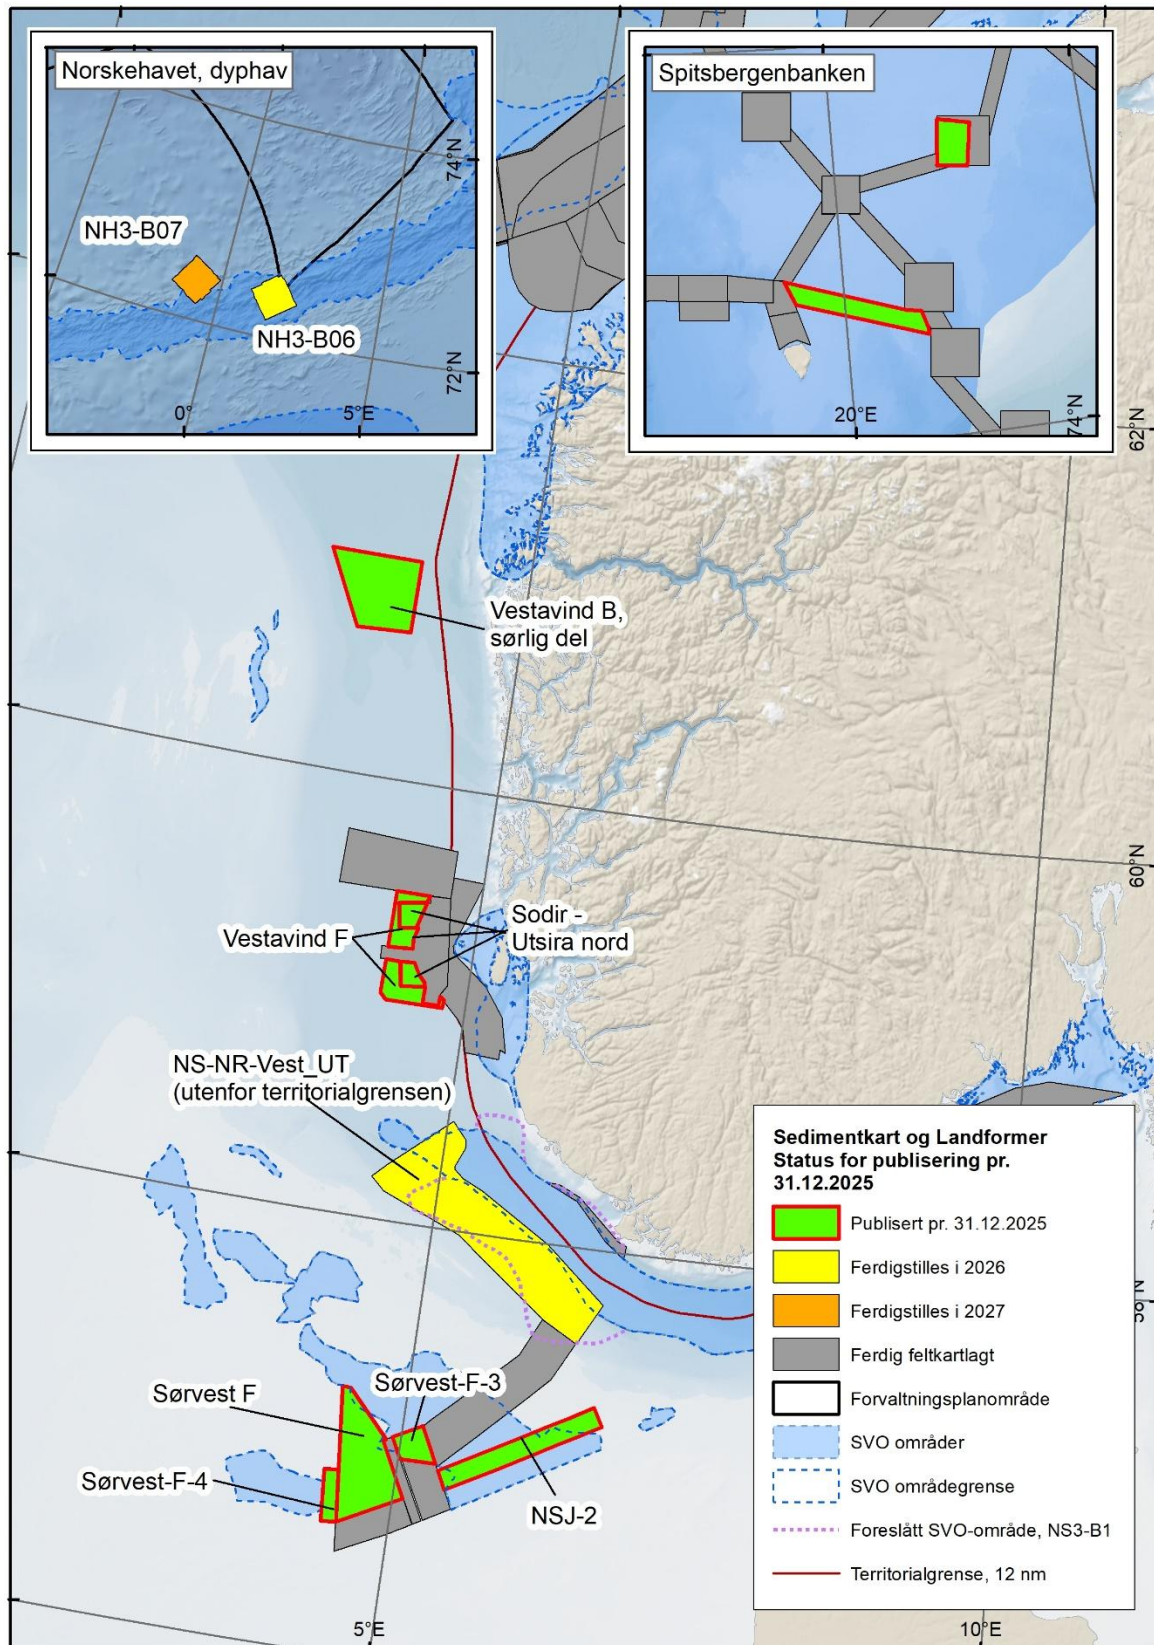 Norskehavet, dyphav
74°N
NH3-B07
NH3-B06
72°N
0°
5°E
Spitsbergenbanken
20°E
74°N
62°N
Vestavind B,
sørlig del
60°N
Vestavind F
Sodir -
Utsira nord
NS-NR-Vest_UT
(utenfor territorialgrensen)
Sørvest F
Sørvest-F-3
Sørvest-F-4
NSJ-2
5°E
10°E
Sedimentkart og Landformer
Status for publisering pr.
31.12.2025
Publisert pr. 31.12.2025
Ferdigstilles i 2026
Ferdigstilles i 2027
Ferdig feltkartlagt
Forvaltningsplanområde
SVO områder
SVO områdegrense
Foreslått SVO-område, NS3-B1
Territorialgrense, 12 nm